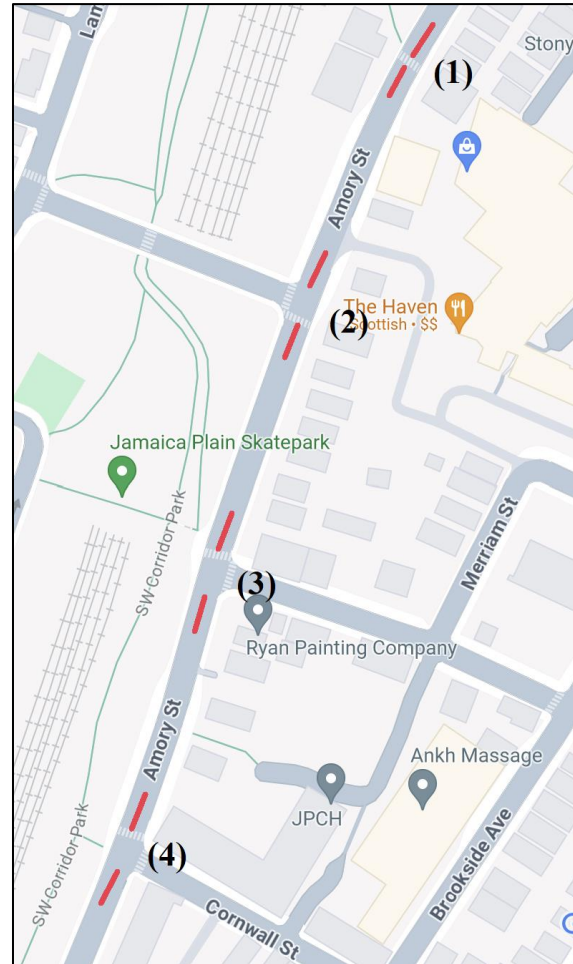 Lam
Stony
(1)
Amory St
The Haven
Scottish • $$
(2)
Jamaica Plain Skatepark
SW Corridor Park
Merriam St
(3)
Ryan Painting Company
Amory St
Ankh Massage
JPCH
SW Corridor Park
(4)
Brookside Ave
Cornwall St